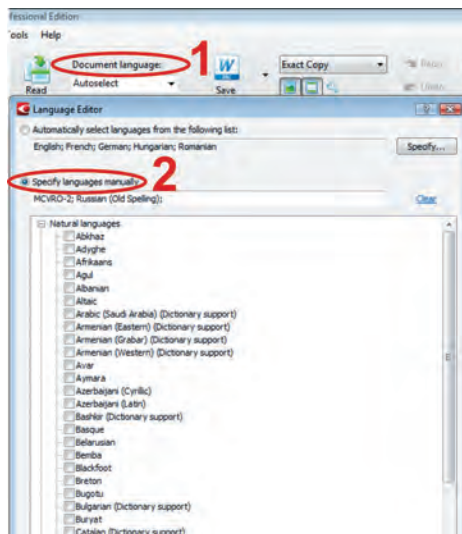 fessional Edition
ools Help
Document language:
1
Exact Copy
Read
Autoselect
Save
Language Editor
Automatically select languages from the following list:
English; French; German; Hungarian; Romanian
Specify...
Specify languages manually
2
MCVRO-2; Russian (Old Spelling);
Clear
Natural languages
Abkhaz
Adyghe
Afrikaans
Agul
Albanian
Altaic
Arabic (Saudi Arabia) (Dictionary support)
Armenian (Eastern) (Dictionary support)
Armenian (Grabar) (Dictionary support)
Armenian (Western) (Dictionary support)
Avar
Aymara
Azerbaijani (Cyrillic)
Azerbaijani (Latin)
Bashkir (Dictionary support)
Basque
Belarusian
Bemba
Blackfoot
Breton
Bugotu
Bulgarian (Dictionary support)
Buryat
Catalan (Dictionary support)